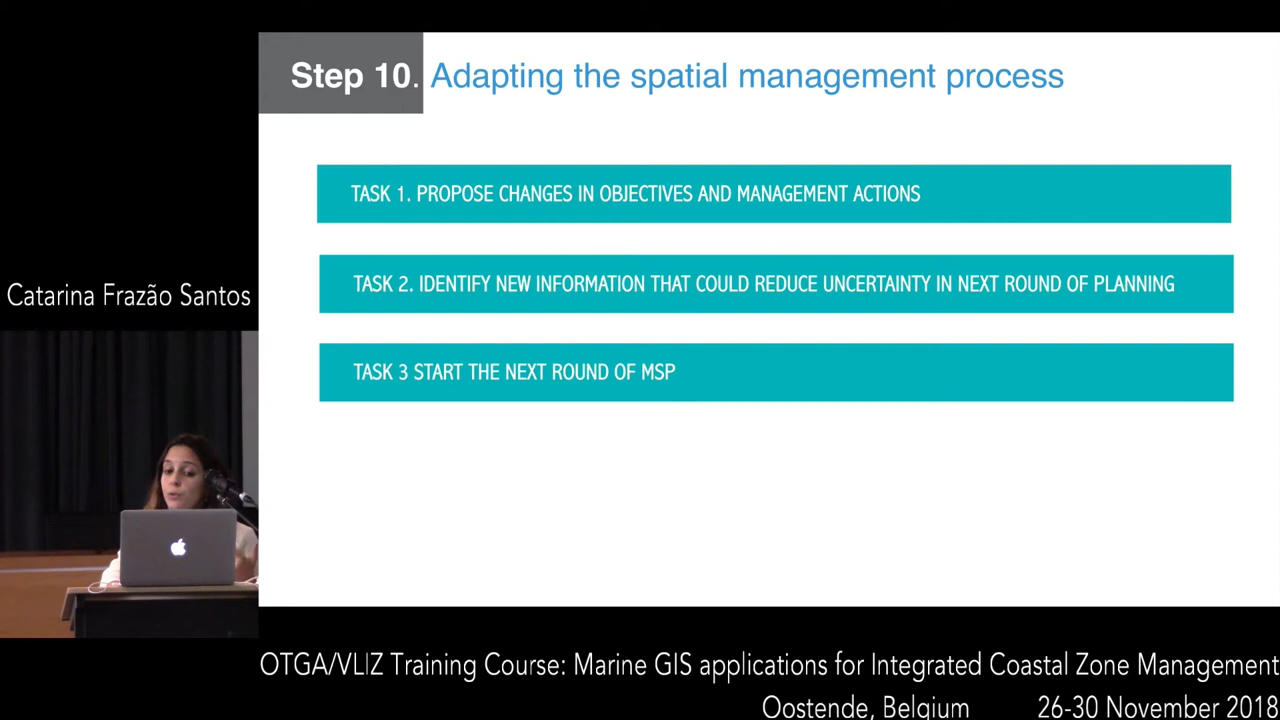 Step 10. Adapting the spatial management process
TASK 1. PROPOSE CHANGES IN OBJECTIVES AND MANAGEMENT ACTIONS
TASK 2. IDENTIFY NEW INFORMATION THAT COULD REDUCE UNCERTAINTY IN NEXT ROUND OF PLANNING
TASK 3 START THE NEXT ROUND OF MSP
Catarina Frazão Santos
OTGA/VLIZ Training Course: Marine GIS applications for Integrated Coastal Zone Management
Oostende, Belgium 26-30 November 2018